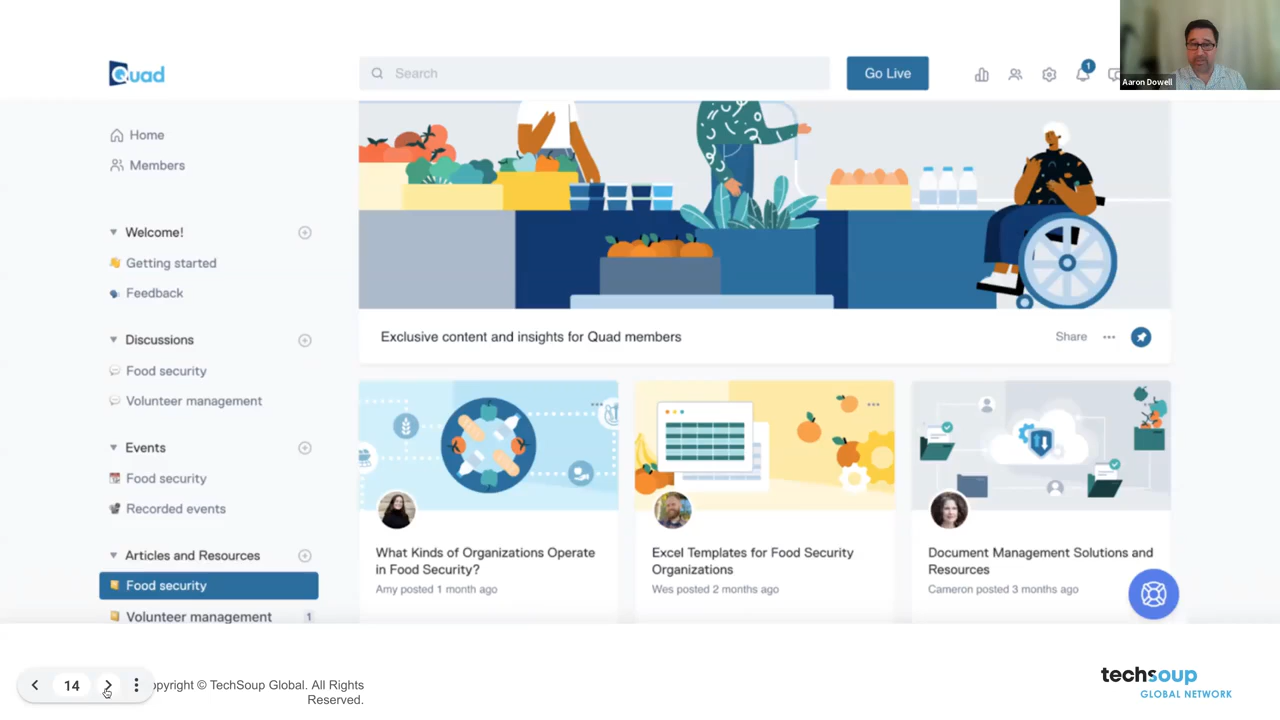 Quad
Search
Go Live
1
Aaron Dowell
Home
Members
Welcome!
Getting started
Feedback
Discussions
Food security
Volunteer management
Events
Food security
Recorded events
Articles and Resources
Food security
Volunteer management 1
Exclusive content and insights for Quad members
Share
What Kinds of Organizations Operate
in Food Security?
Amy posted 1 month ago
Excel Templates for Food Security
Organizations
Wes posted 2 months ago
Document Management Solutions and
Resources
Cameron posted 3 months ago
14
opyright © TechSoup Global. All Rights
Reserved.
techsoup
GLOBAL NETWORK